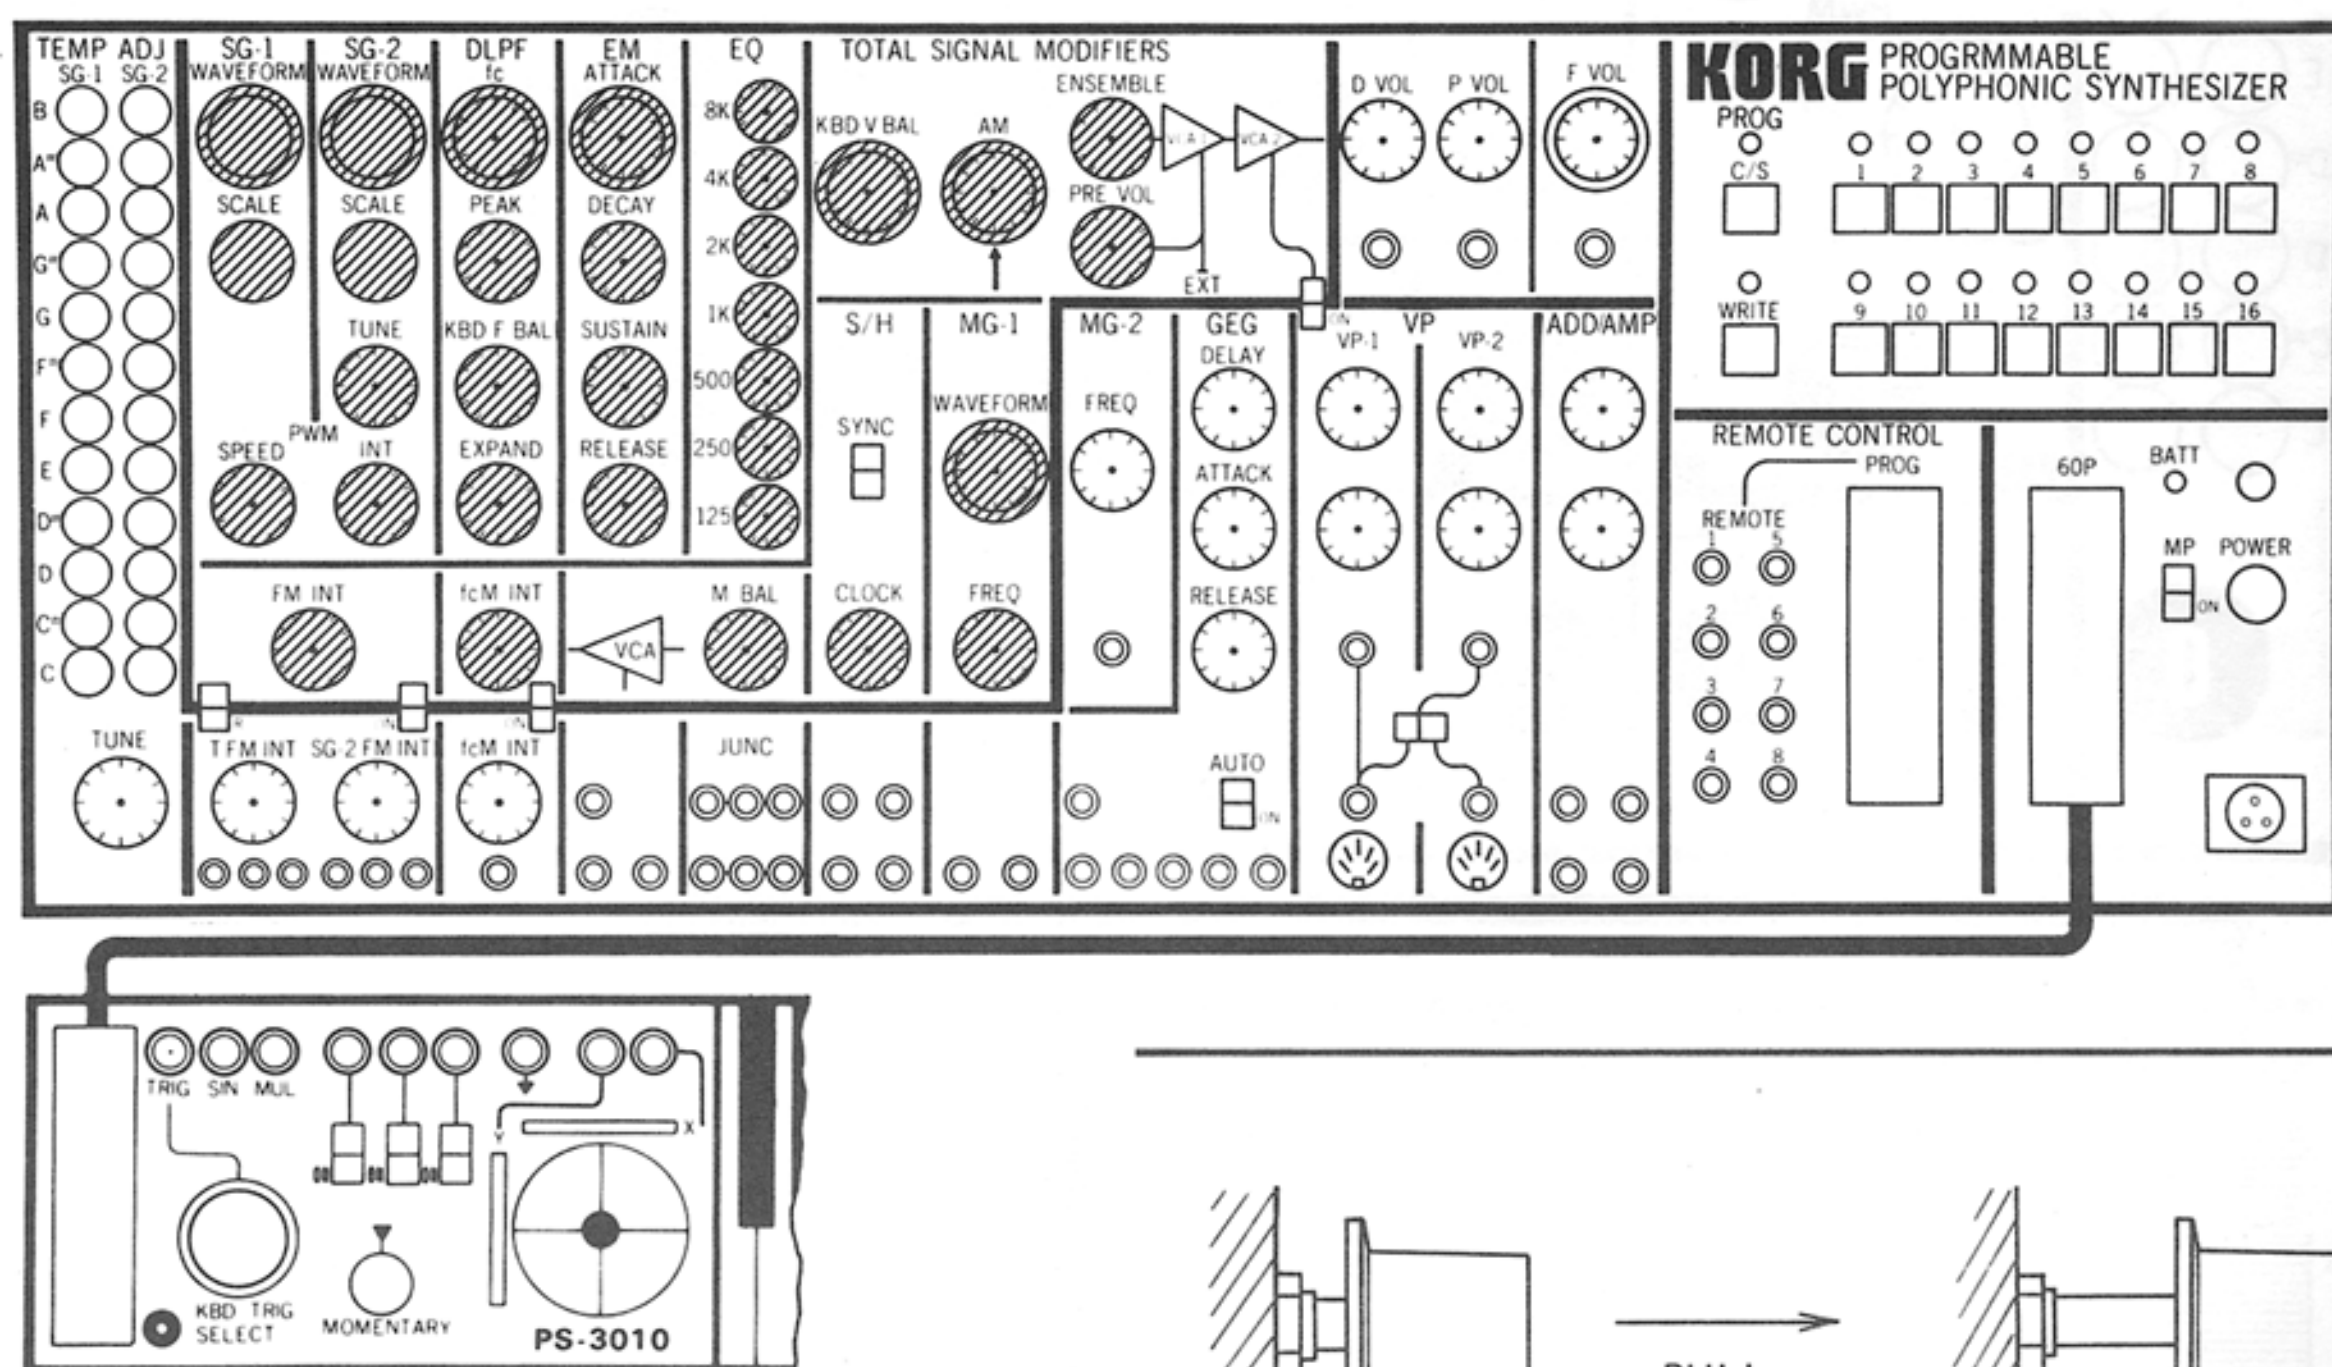 TEMP ADJ
SG-1 SG-2
B
A#
A
G#
G
F#
F
E
D#
D
C#
C
TUNE
SG-1
WAVEFORM
SCALE
SPEED
PWM
SG-2
WAVEFORM
SCALE
TUNE
INT
DLPF
fc
PEAK
KBD F BAL
EXPAND
EM
ATTACK
DECAY
SUSTAIN
RELEASE
EQ
8K
4K
2K
1K
500
250
125
FM INT
fcM INT
VCA
M BAL
T FM INT
SG-2 FM INT
fcM INT
ON
ON
JUNC
TOTAL SIGNAL MODIFIERS
KBD V BAL
AM
ENSEMBLE
PRE VOL
VCA-1
VCA-2
EXT
ON
S/H
SYNC
CLOCK
MG-1
WAVEFORM
FREQ
MG-2
FREQ
GEG
DELAY
ATTACK
RELEASE
AUTO
ON
D VOL
P VOL
F VOL
VP
VP-1
VP-2
ADD/AMP
KORG PROGRMMABLE
POLYPHONIC SYNTHESIZER
PROG
C/S
1 2 3 4 5 6 7 8
WRITE
9 10 11 12 13 14 15 16
REMOTE CONTROL
PROG
REMOTE
1 5
2 6
3 7
4 8
60P
BATT
MP
ON
POWER
TRIG SIN MUL
Y
X
KBD TRIG
SELECT
MOMENTARY
PS-3010